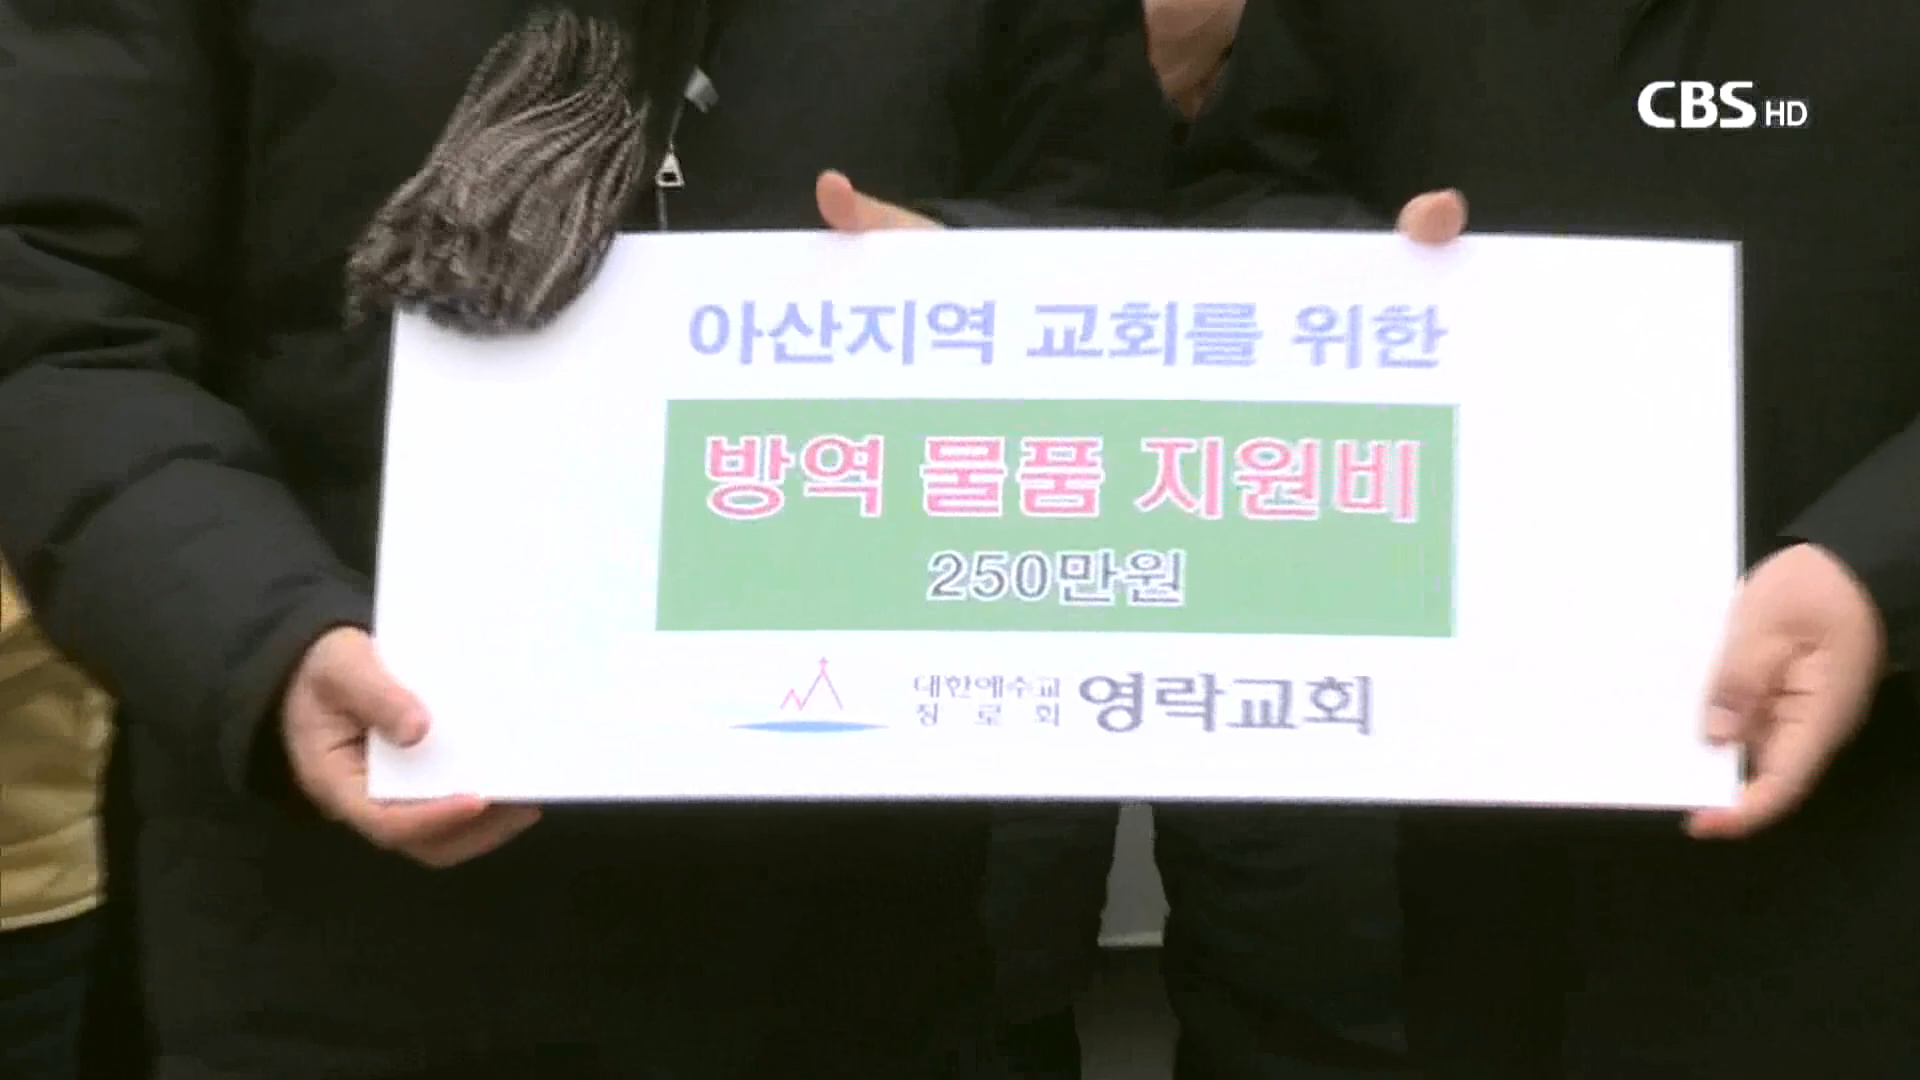 CBS HD
아산지역 교회를 위한
방역 물품 지원비
250만원
대한예수교
장로회
영락교회